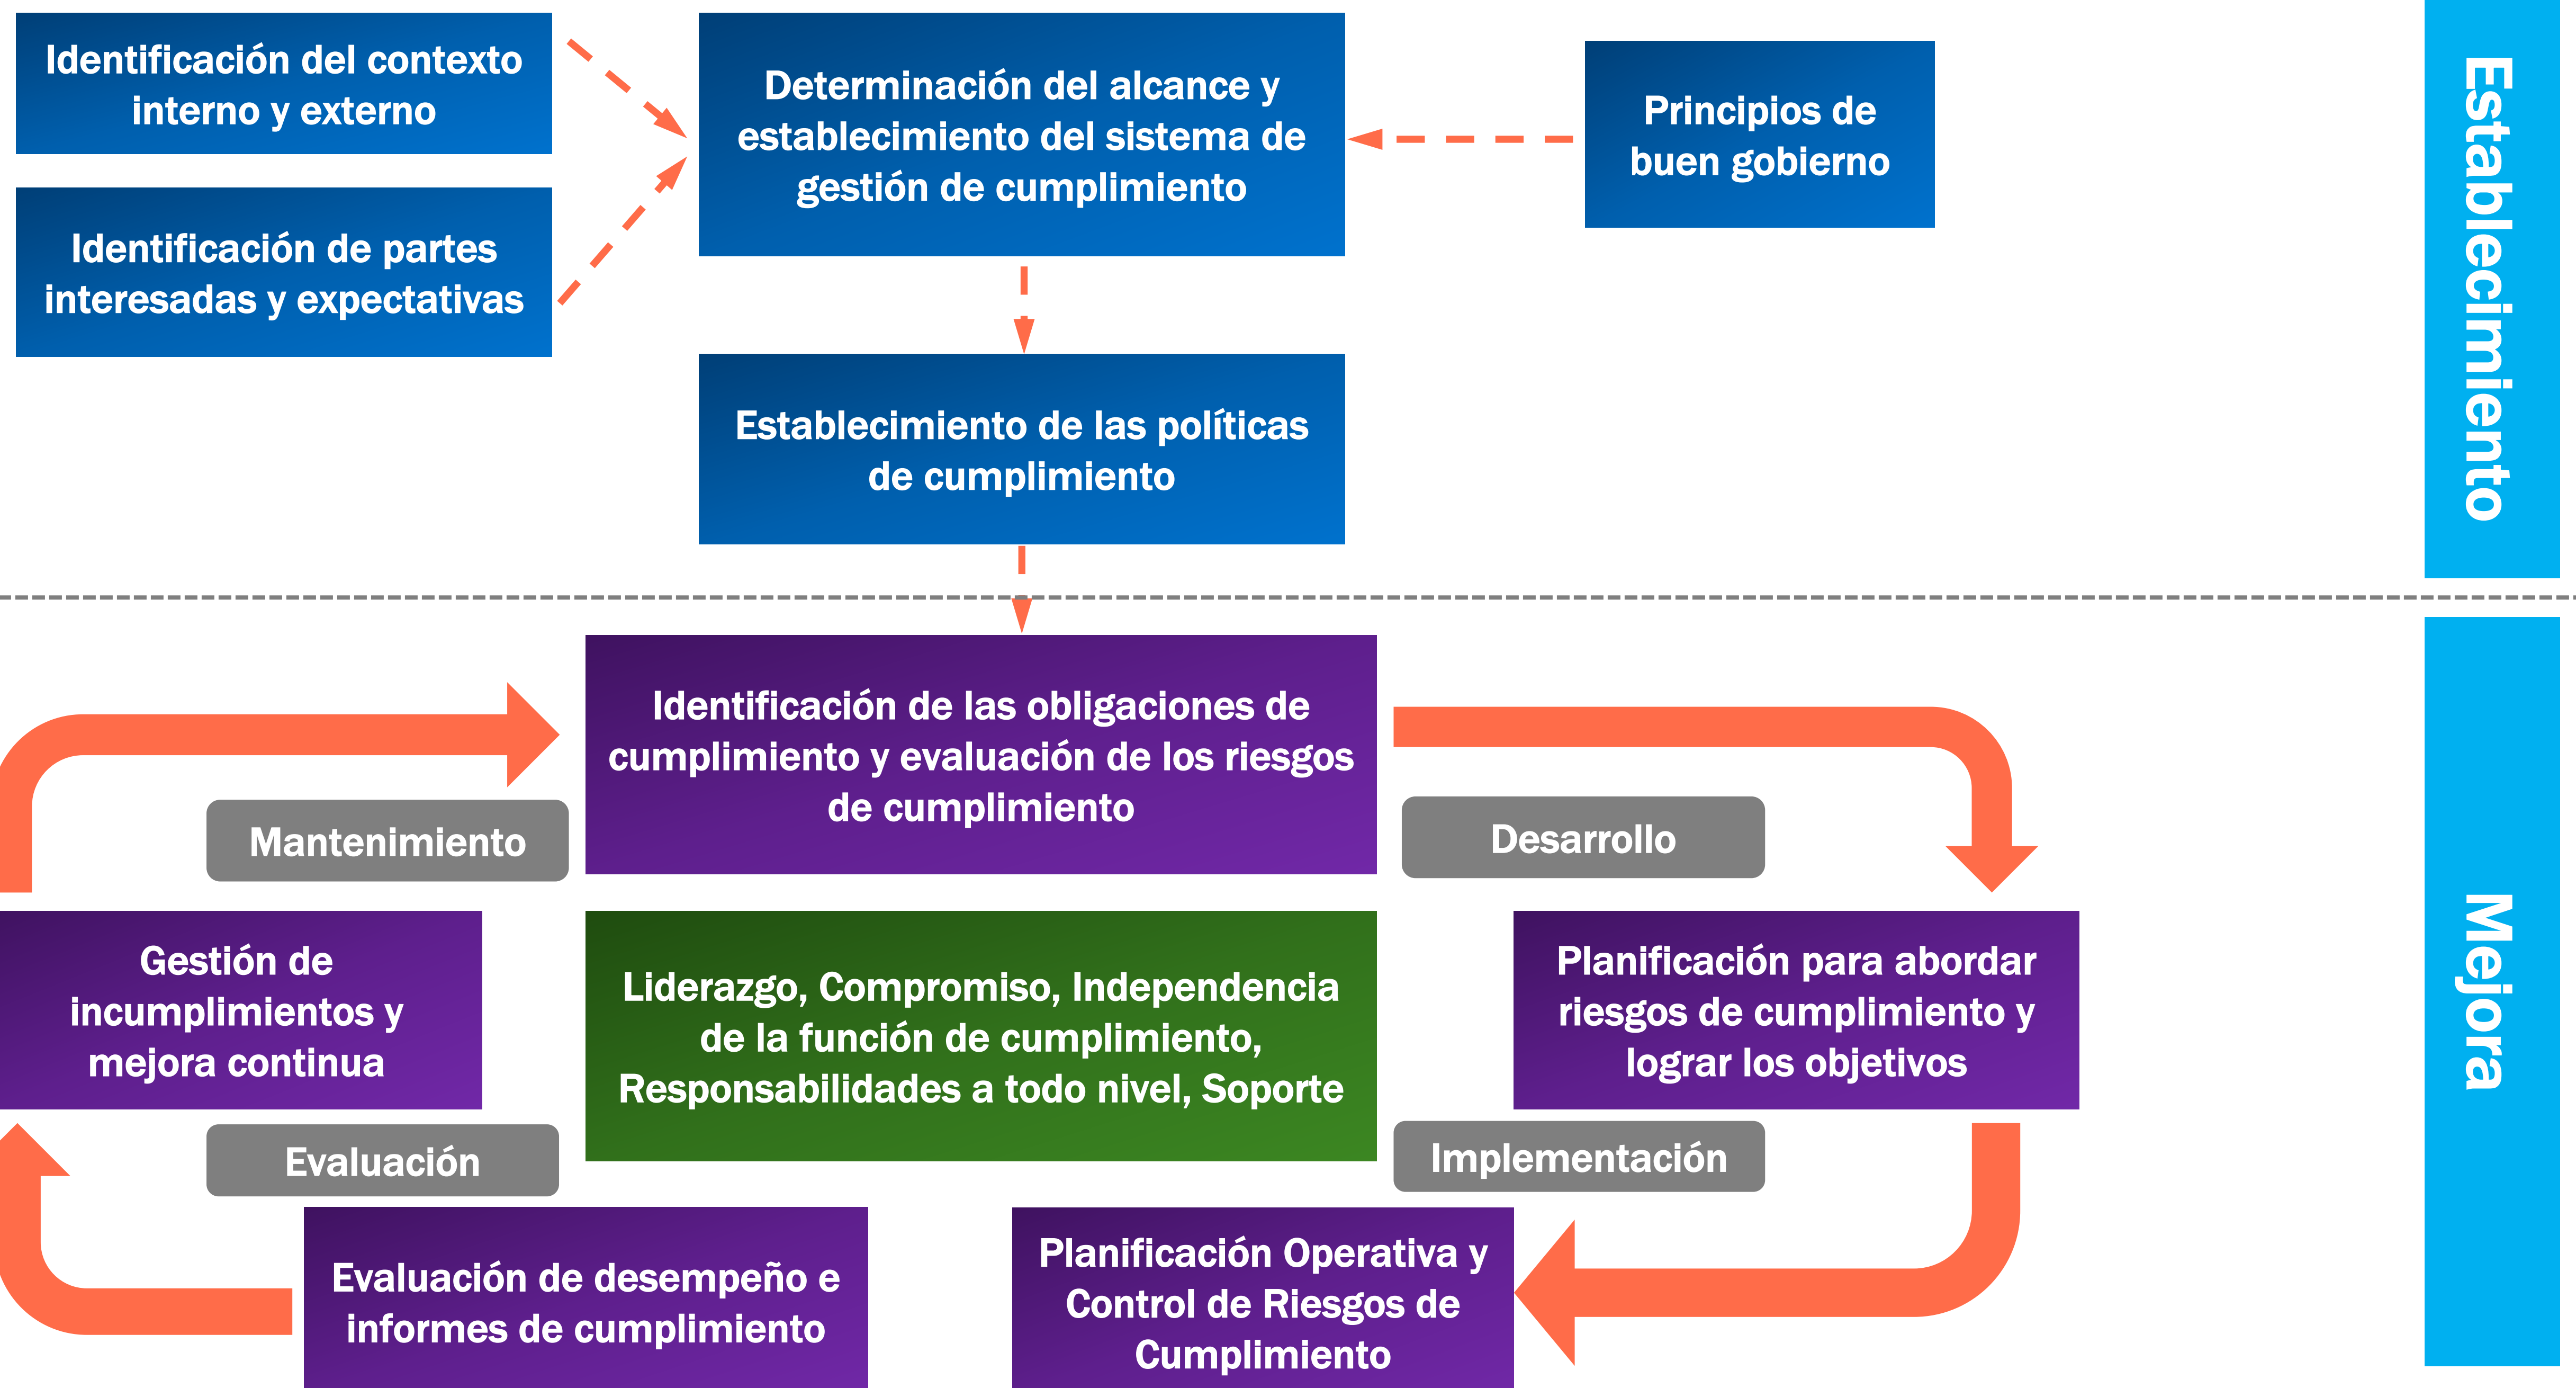 Identificación del contexto
interno y externo
Identificación de partes
interesadas y expectativas
Determinación del alcance y
establecimiento del sistema de
gestión de cumplimiento
Principios de
buen gobierno
Establecimiento de las políticas
de cumplimiento
Establecimiento
Identificación de las obligaciones de
cumplimiento y evaluación de los riesgos
de cumplimiento
Mantenimiento
Desarrollo
Gestión de
incumplimientos y
mejora continua
Liderazgo, Compromiso, Independencia
de la función de cumplimiento,
Responsabilidades a todo nivel, Soporte
Planificación para abordar
riesgos de cumplimiento y
lograr los objetivos
Evaluación
Implementación
Evaluación de desempeño e
informes de cumplimiento
Planificación Operativa y
Control de Riesgos de
Cumplimiento
Mejora